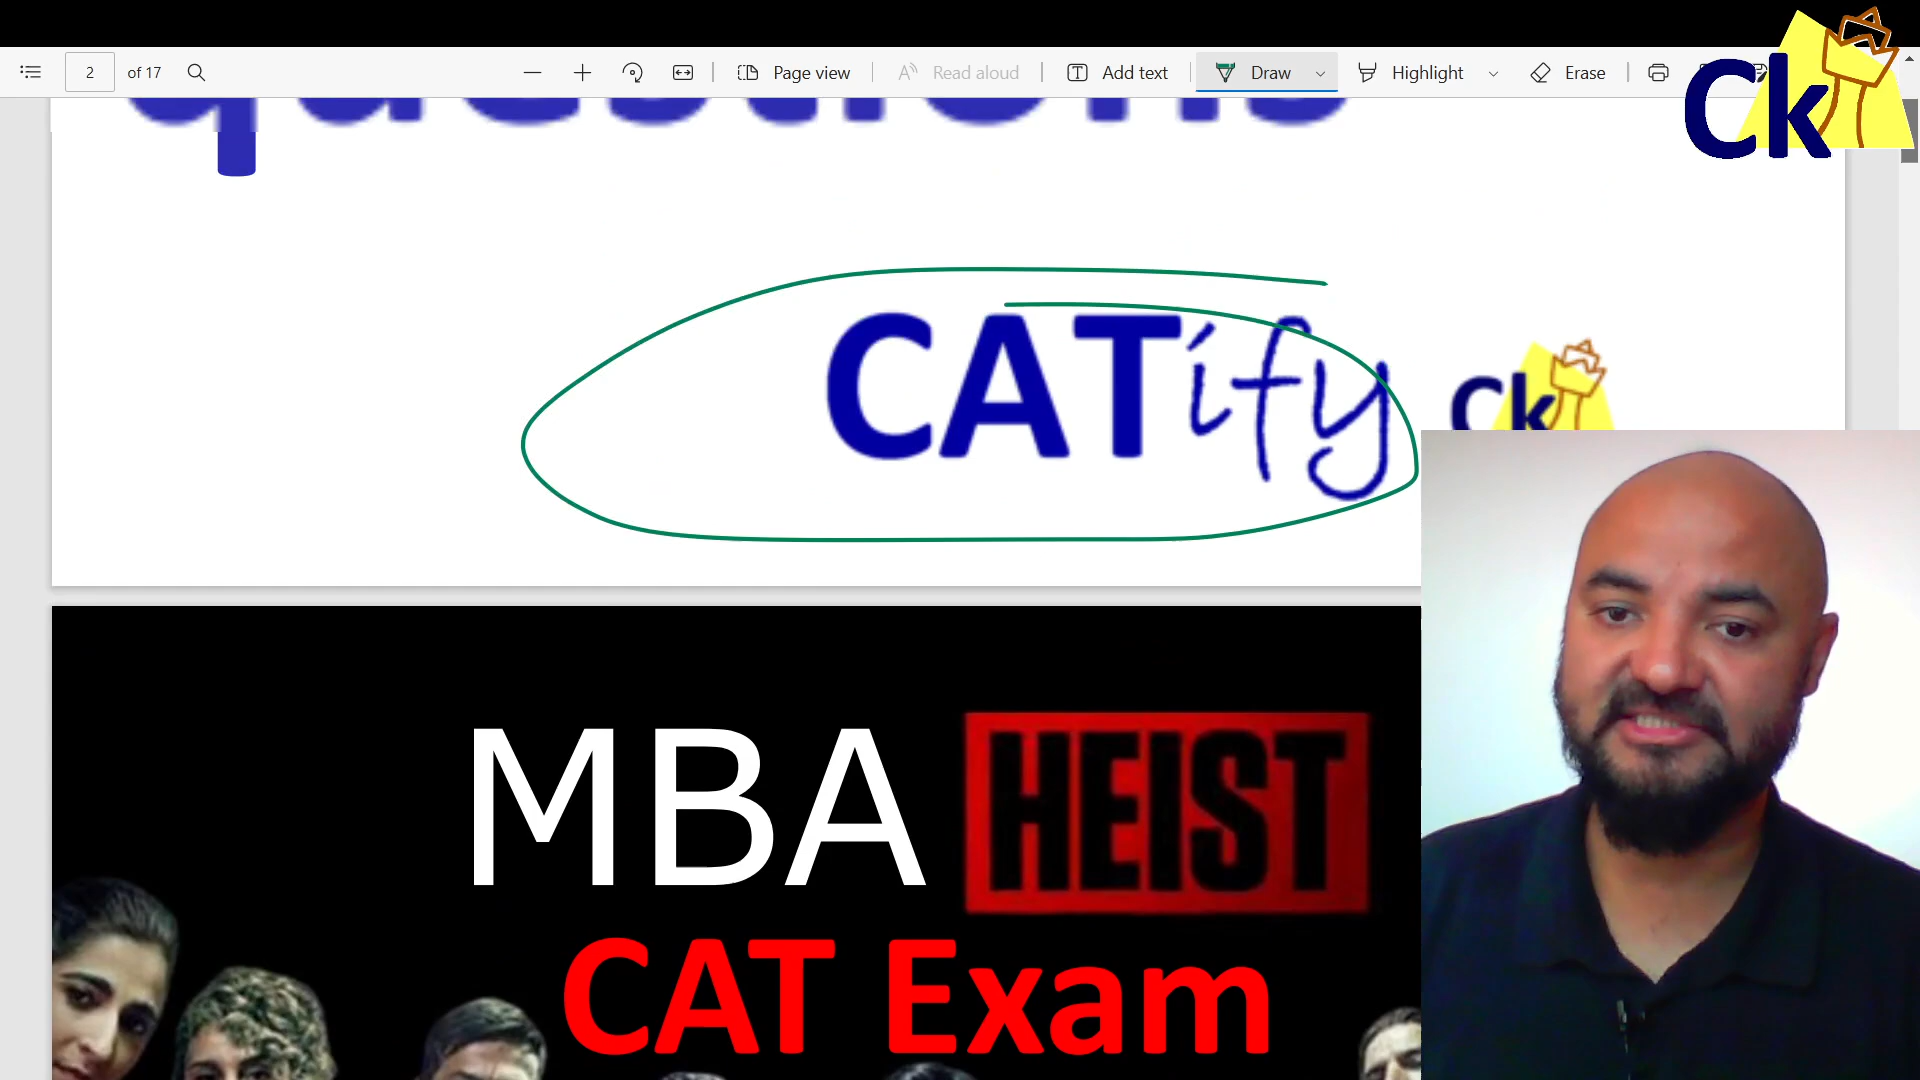 2 of 17 Page view Read aloud Add text Draw Highlight Erase
Ck
questions
CATify
Ck
MBA HEIST
CAT Exam